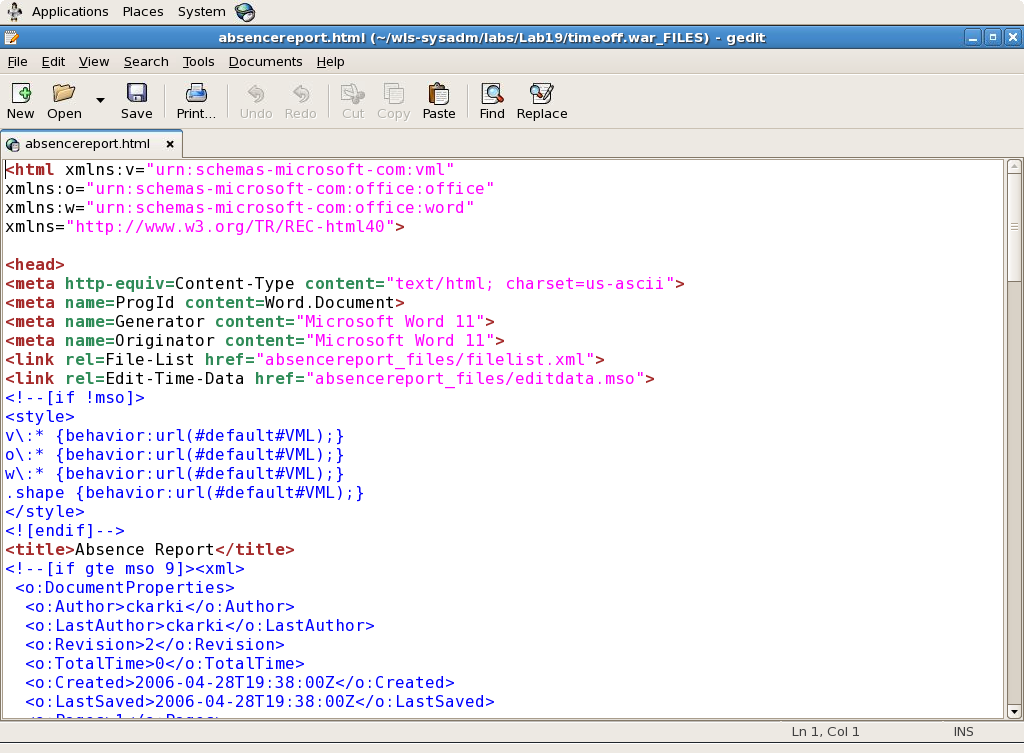 Applications Places System
absencereport.html (~/wls-sysadm/labs/Lab19/timeoff.war_FILES) - gedit
File Edit View Search Tools Documents Help
New Open Save Print... Undo Redo Cut Copy Paste Find Replace
absencereport.html
<html xmlns:v="urn:schemas-microsoft-com:vml"
xmlns:o="urn:schemas-microsoft-com:office:office"
xmlns:w="urn:schemas-microsoft-com:office:word"
xmlns="http://www.w3.org/TR/REC-html40">
<head>
<meta http-equiv=Content-Type content="text/html; charset=us-ascii">
<meta name=ProgId content=Word.Document>
<meta name=Generator content="Microsoft Word 11">
<meta name=Originator content="Microsoft Word 11">
<link rel=File-List href="absencereport_files/filelist.xml">
<link rel=Edit-Time-Data href="absencereport_files/editdata.mso">
<!--[if !mso]>
<style>
v\:* {behavior:url(#default#VML);}
o\:* {behavior:url(#default#VML);}
w\:* {behavior:url(#default#VML);}
.shape {behavior:url(#default#VML);}
</style>
<![endif]-->
<title>Absence Report</title>
<!--[if gte mso 9]><xml>
 <o:DocumentProperties>
  <o:Author>ckarki</o:Author>
  <o:LastAuthor>ckarki</o:LastAuthor>
  <o:Revision>2</o:Revision>
  <o:TotalTime>0</o:TotalTime>
  <o:Created>2006-04-28T19:38:00Z</o:Created>
  <o:LastSaved>2006-04-28T19:38:00Z</o:LastSaved>
  <o:Pages>1</o:Pages>
Ln 1, Col 1 INS